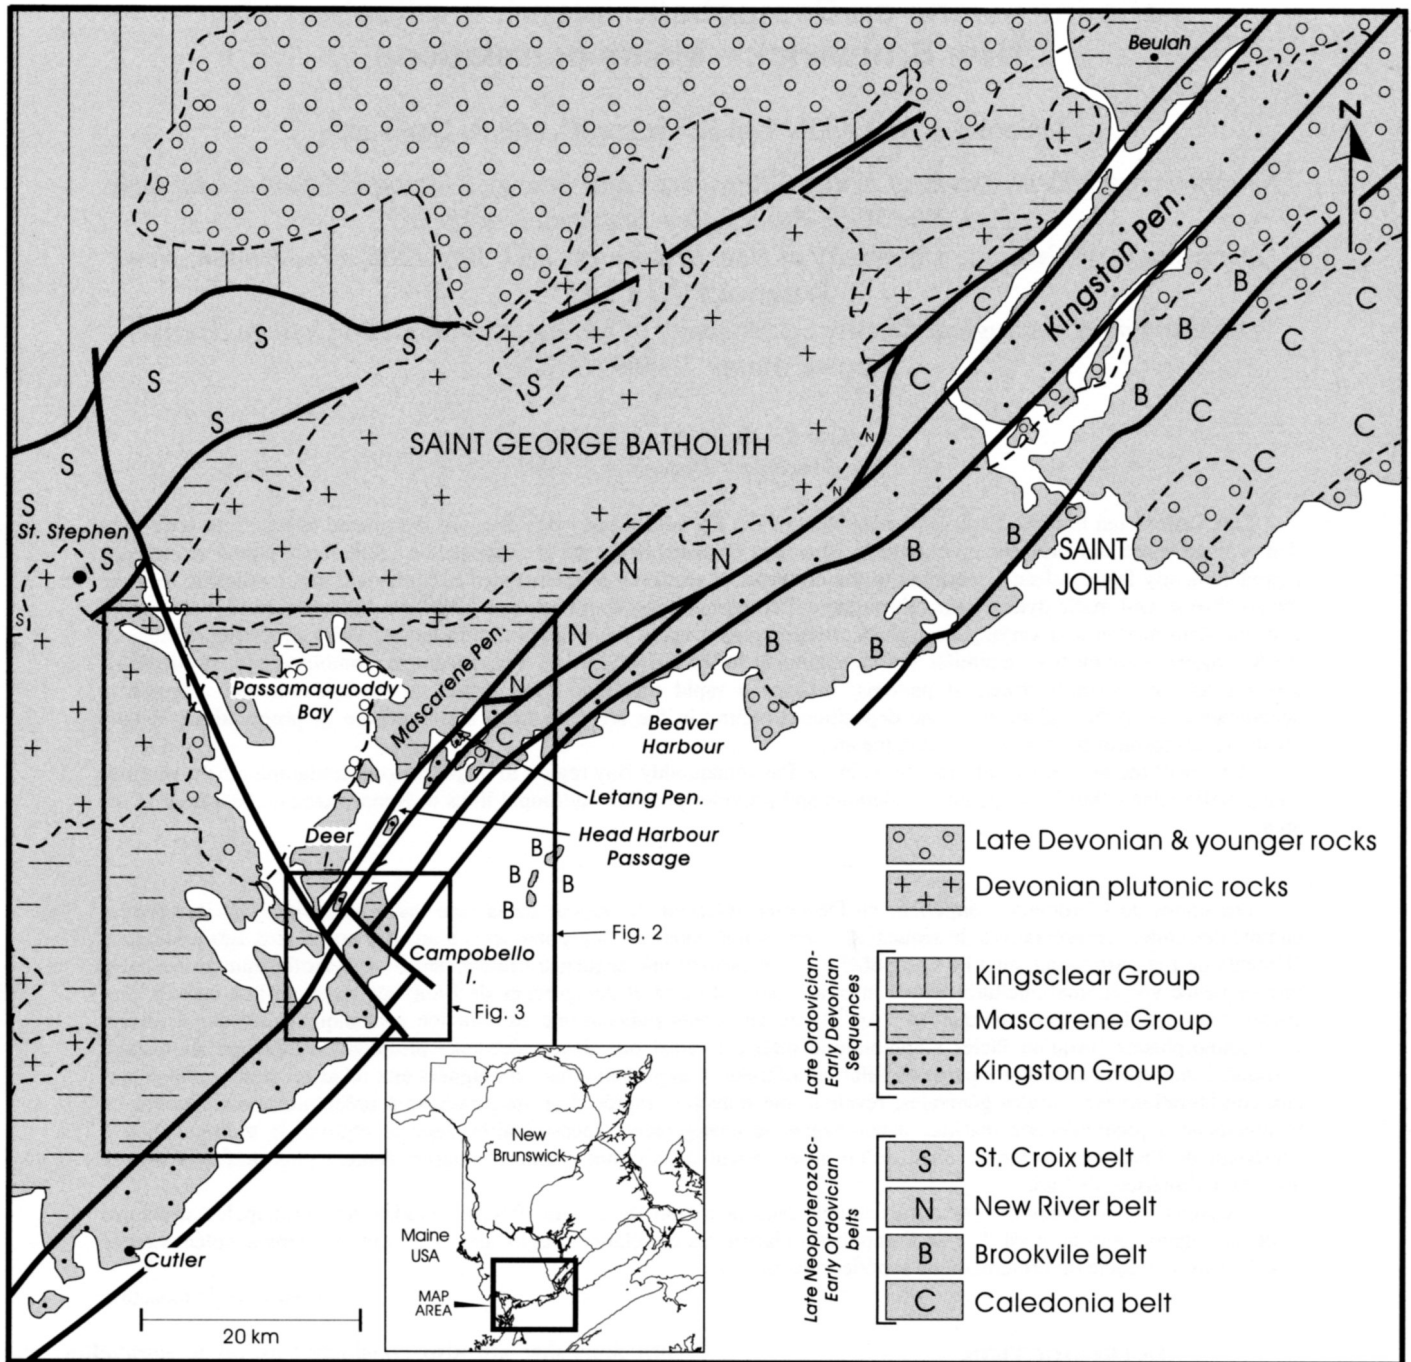 Beulah
N
Kingston Pen.
SAINT GEORGE BATHOLITH
St. Stephen
SAINT
JOHN
Mascarene Pen.
Passamaquoddy
Bay
Beaver
Harbour
Letang Pen.
Head Harbour
Passage
Deer
I.
Fig. 2
Campobello
I.
Fig. 3
Cutler
20 km
New
Brunswick
Maine
USA
MAP
AREA
Late Devonian & younger rocks
Devonian plutonic rocks
Late Ordovician-
Early Devonian
Sequences
Kingsclear Group
Mascarene Group
Kingston Group
Late Neoproterozoic-
Early Ordovician
belts
S St. Croix belt
N New River belt
B Brookvile belt
C Caledonia belt